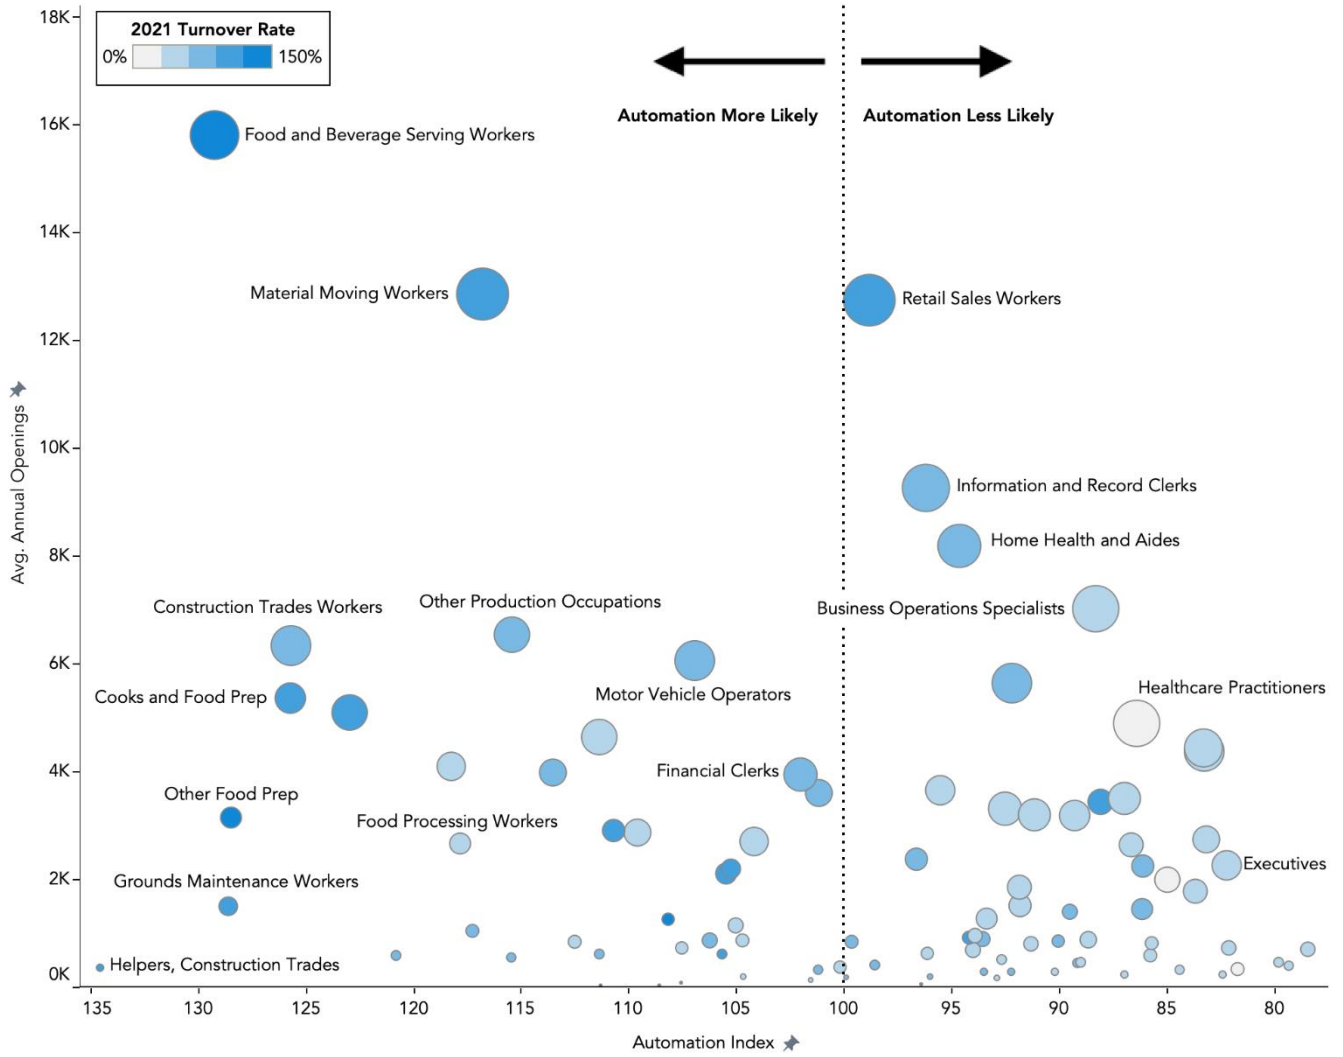 18K
2021 Turnover Rate
0% 150%
Automation More Likely Automation Less Likely
16K
Food and Beverage Serving Workers
14K
Material Moving Workers
Retail Sales Workers
12K
Avg. Annual Openings
10K
Information and Record Clerks
Home Health and Aides
8K
Construction Trades Workers
Other Production Occupations
Business Operations Specialists
6K
Cooks and Food Prep
Motor Vehicle Operators
Healthcare Practitioners
4K
Financial Clerks
Other Food Prep
Food Processing Workers
2K
Grounds Maintenance Workers
Executives
0K
Helpers, Construction Trades
135 130 125 120 115 110 105 100 95 90 85 80
Automation Index